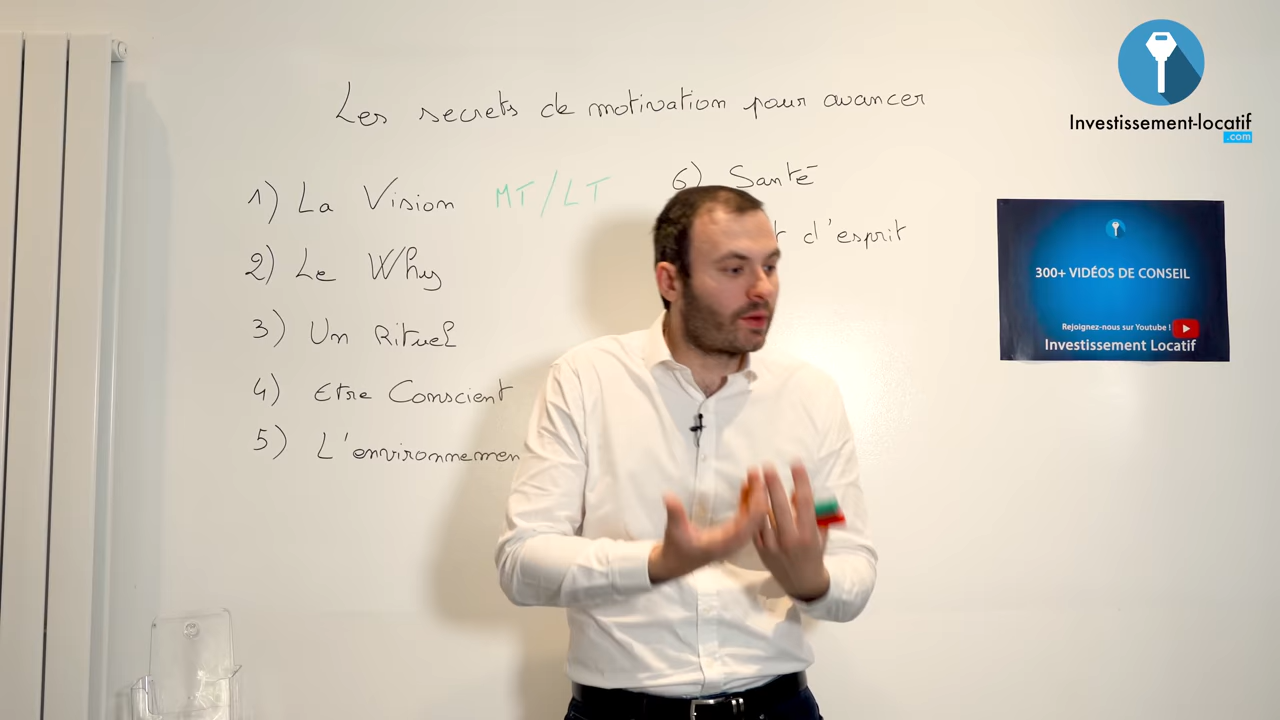 Les secrets de motivation pour avancer
1) La Vision MT/LT
2) Le Why
3) Un Rituel
4) Etre Conscient
5) L'environnemen
6) Santé
d'esprit
Investissement-locatif
.com
300+ VIDÉOS DE CONSEIL
Rejoignez-nous sur Youtube !
Investissement Locatif